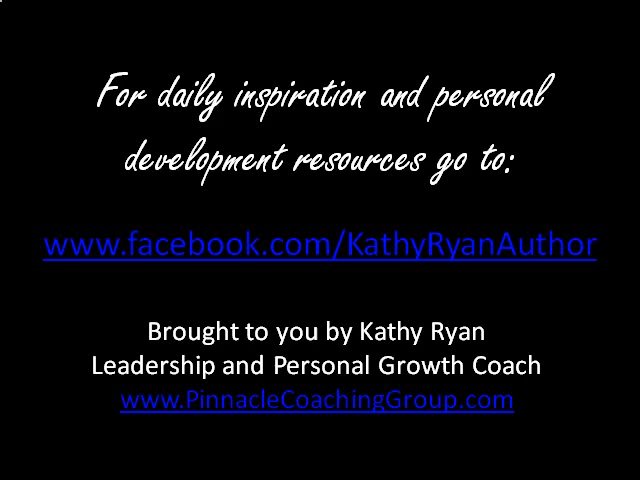 For daily inspiration and personal
development resources go to:
www.facebook.com/KathyRyanAuthor
Brought to you by Kathy Ryan
Leadership and Personal Growth Coach
www.PinnacleCoachingGroup.com